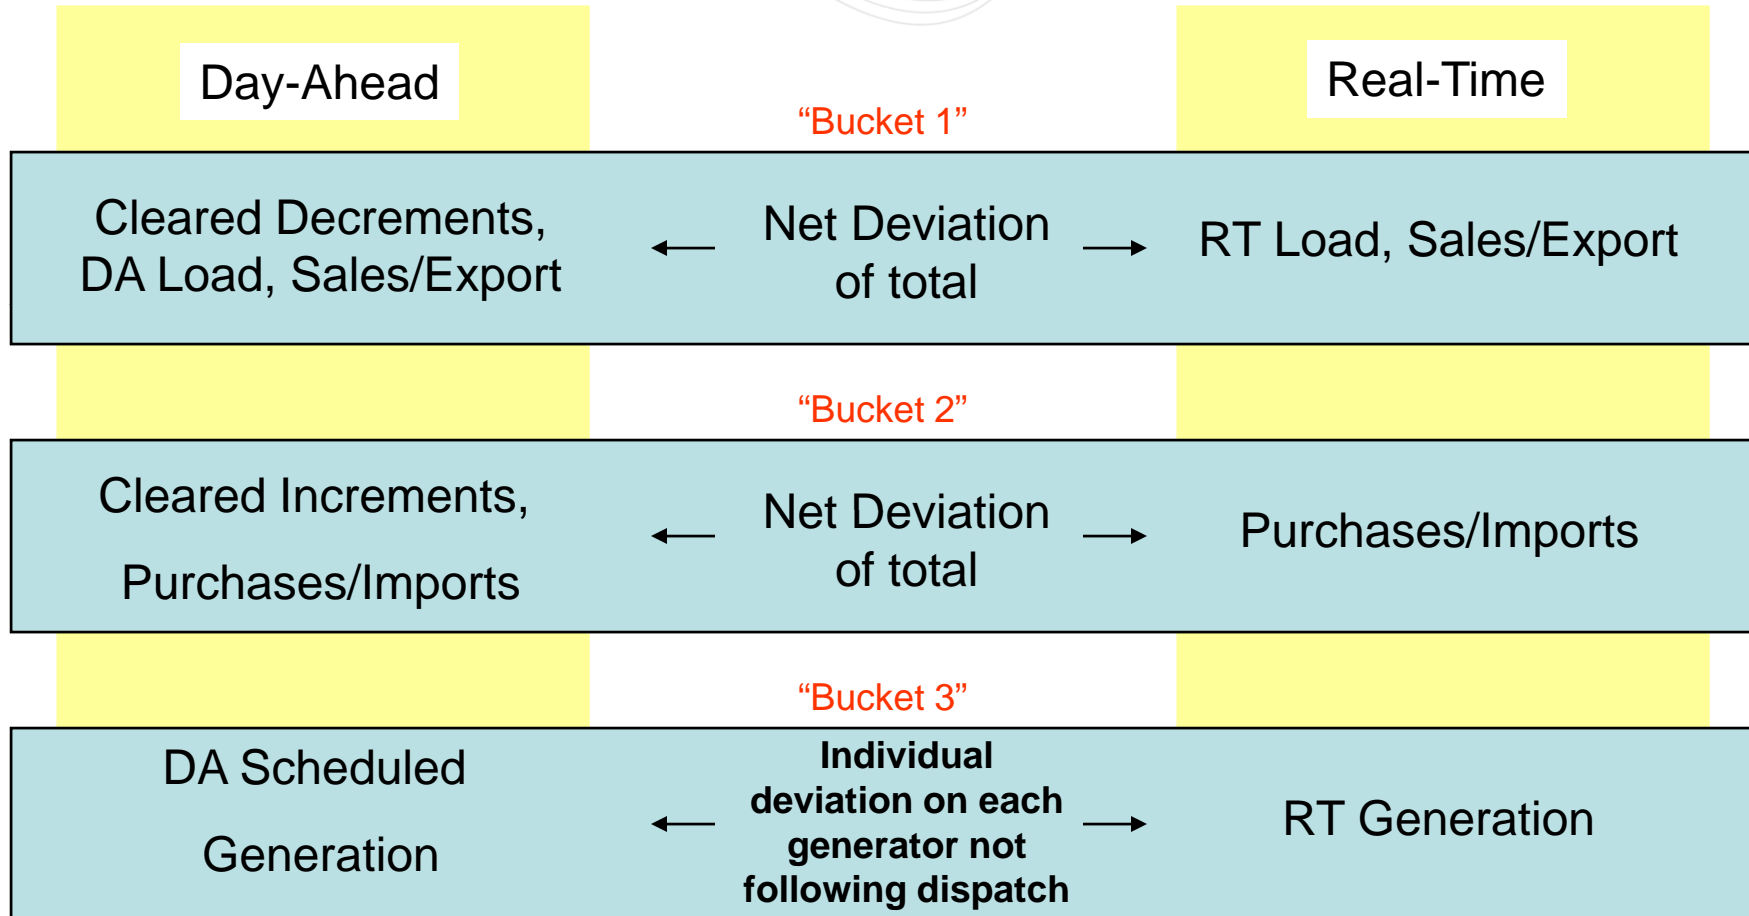 Day-Ahead
Real-Time
“Bucket 1”
Cleared Decrements,
DA Load, Sales/Export
Net Deviation
of total
RT Load, Sales/Export
“Bucket 2”
Cleared Increments,
Purchases/Imports
Net Deviation
of total
Purchases/Imports
“Bucket 3”
DA Scheduled
Generation
Individual
deviation on each
generator not
following dispatch
RT Generation